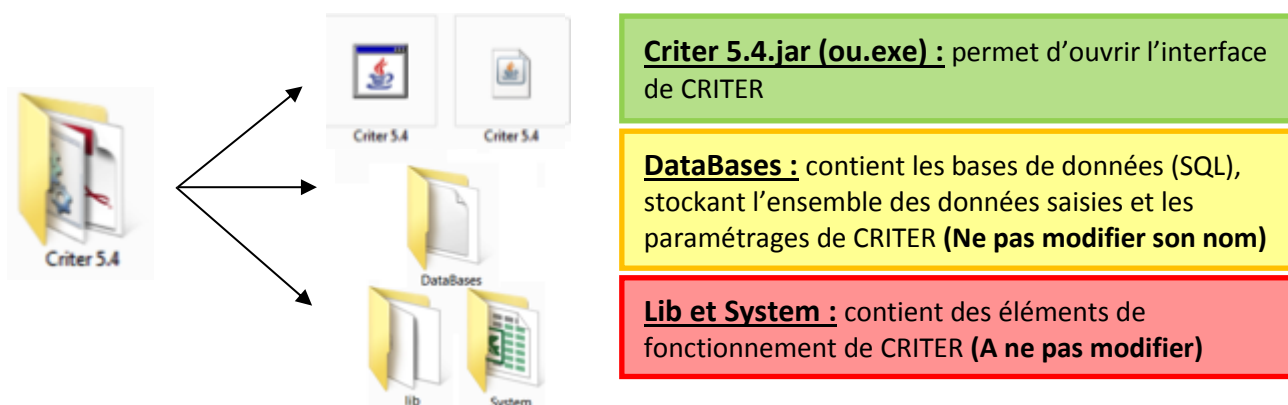 Criter 5.4
Criter 5.4
Criter 5.4
DataBases
lib
System
Criter 5.4.jar (ou.exe) : permet d’ouvrir l’interface
de CRITER
DataBases : contient les bases de données (SQL),
stockant l’ensemble des données saisies et les
paramétrages de CRITER (Ne pas modifier son nom)
Lib et System : contient des éléments de
fonctionnement de CRITER (A ne pas modifier)